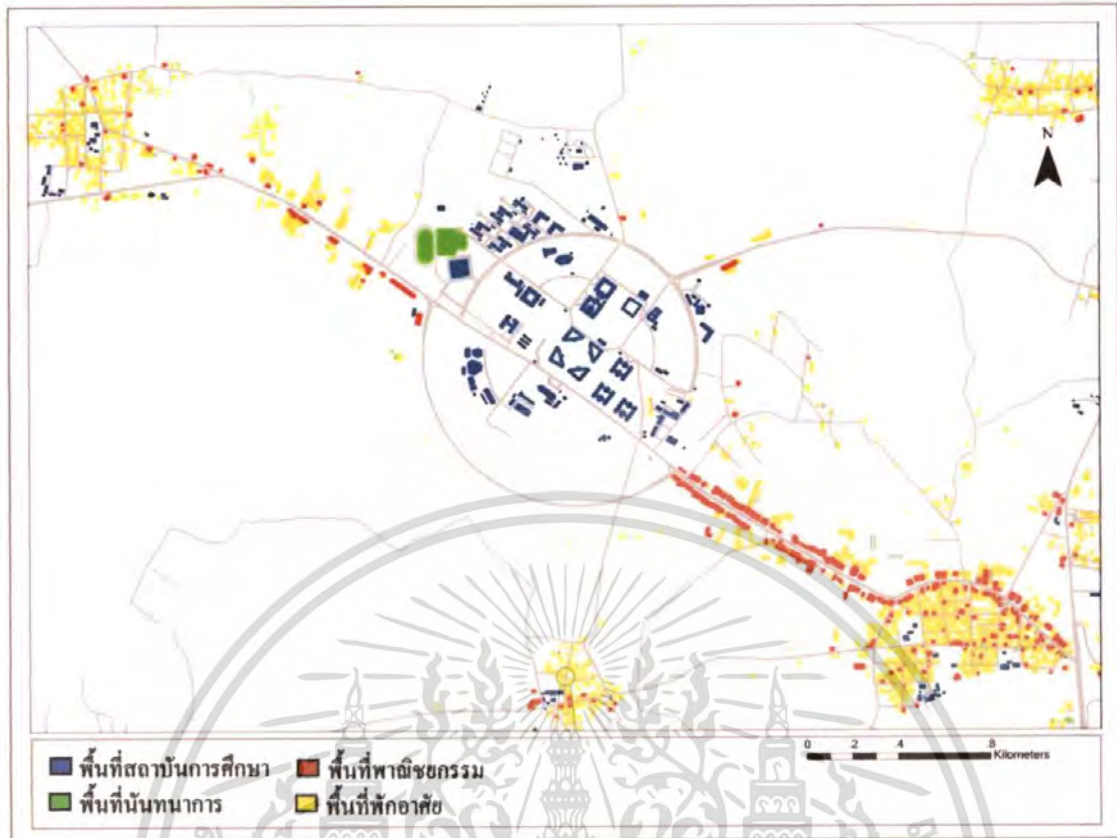 N
พื้นที่สถาบันการศึกษา พื้นที่พาณิชยกรรม
พื้นที่นันทนาการ พื้นที่พักอาศัย
0 .2 .4 .8
Kilometers